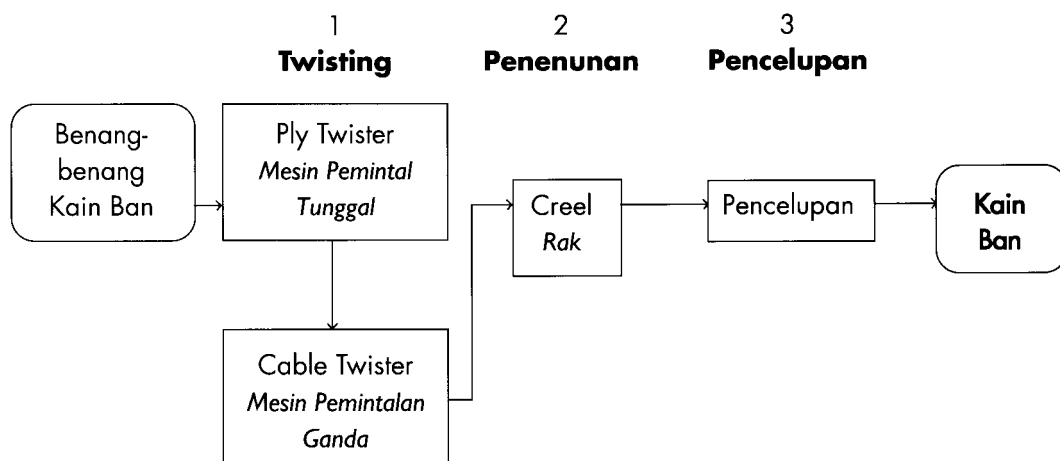 1
Twisting
2
Penenunan
3
Pencelupan
Benang-
benang
Kain Ban
Ply Twister
Mesin Pemintal
Tunggal
Cable Twister
Mesin Pemintalan
Ganda
Creel
Rak
Pencelupan
Kain
Ban